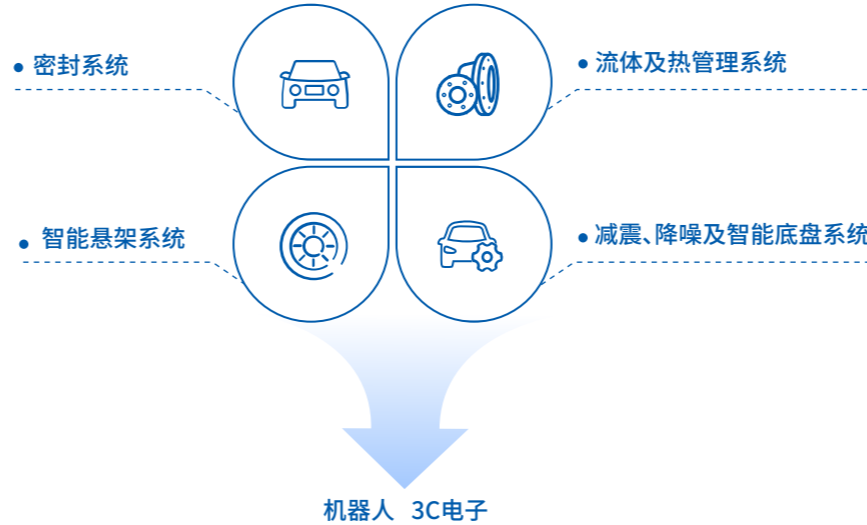 密封系统
流体及热管理系统
智能悬架系统
减震、降噪及智能底盘系统
机器人 3C电子